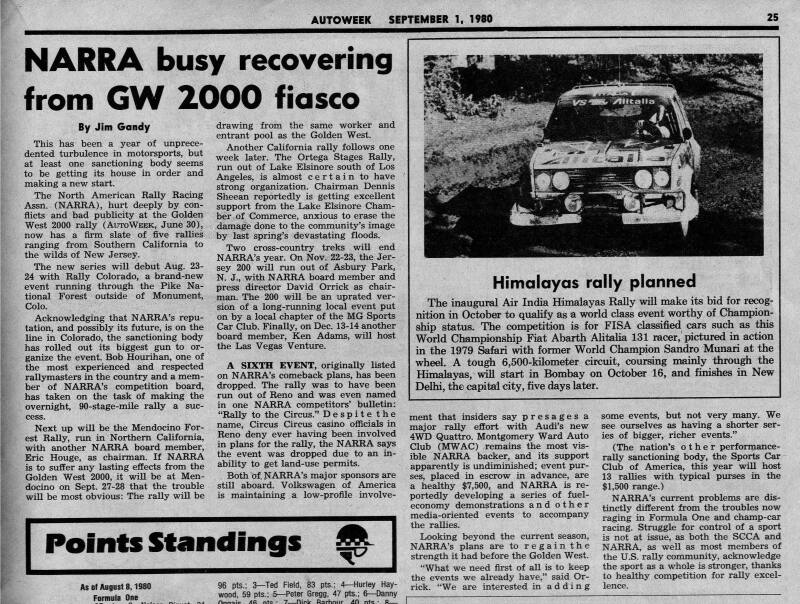 AUTOWEEK SEPTEMBER 1, 1980
25
NARRA busy recovering
from GW 2000 fiasco
By Jim Gandy
This has been a year of unprece-
dented turbulence in motorsports, but
at least one sanctioning body seems
to be getting its house in order and
making a new start.
The North American Rally Racing
Assn. (NARRA), hurt deeply by con-
flicts and bad publicity at the Golden
West 2000 rally (AUTOWEEK, June 30),
now has a firm slate of five rallies
ranging from Southern California to
the wilds of New Jersey.
The new series will debut Aug. 23-
24 with Rally Colorado, a brand-new
event running through the Pike Na-
tional Forest outside of Monument,
Colo.
Acknowledging that NARRA's repu-
tation, and possibly its future, is on the
line in Colorado, the sanctioning body
has rolled out its biggest gun to or-
ganize the event. Bob Hourihan, one of
the most experienced and respected
rallymasters in the country and a mem-
ber of NARRA's competition board,
has taken on the task of making the
overnight, 90-stage-mile rally a suc-
cess.
Next up will be the Mendocino For-
est Rally, run in Northern California,
with another NARRA board member,
Eric Houge, as chairman. If NARRA
is to suffer any lasting effects from the
Golden West 2000, it will be at Men-
docino on Sept. 27-28 that the trouble
will be most obvious: The rally will be
drawing from the same worker and
entrant pool as the Golden West.
Another California rally follows one
week later. The Ortega Stages Rally,
run out of Lake Elsinore south of Los
Angeles, is almost certain to have
strong organization. Chairman Dennis
Sheean reportedly is getting excellent
support from the Lake Elsinore Cham-
ber of Commerce, anxious to erase the
damage done to the community's image
by last spring's devastating floods.
Two cross-country treks will end
NARRA's year. On Nov. 22-23, the Jer-
sey 200 will run out of Asbury Park,
N. J., with NARRA board member and
press director David Orrick as chair-
man. The 200 will be an uprated ver-
sion of a long-running local event put
on by a local chapter of the MG Sports
Car Club. Finally, on Dec. 13-14 another
board member, Ken Adams, will host
the Las Vegas Venture.
A SIXTH EVENT, originally listed
on NARRA's comeback plans, has been
dropped. The rally was to have been
run out of Reno and was even named
in one NARRA competitors' bulletin:
"Rally to the Circus." Despite the
name, Circus Circus casino officials in
Reno deny ever having been involved
in plans for the rally, the NARRA says
the event was dropped due to an in-
ability to get land-use permits.
Both of NARRA's major sponsors are
still aboard. Volkswagen of America
is maintaining a low-profile involve-
VS
Alitalia
Alitalia
Himalayas rally planned
The inaugural Air India Himalayas Rally will make its bid for recog-
nition in October to qualify as a world class event worthy of Champion-
ship status. The competition is for FISA classified cars such as this
World Championship Fiat Abarth Alitalia 131 racer, pictured in action
in the 1979 Safari with former World Champion Sandro Munari at the
wheel. A tough 6,500-kilometer circuit, coursing mainly through the
Himalayas, will start in Bombay on October 16, and finishes in New
Delhi, the capital city, five days later.
ment that insiders say presages a
major rally effort with Audi's new
4WD Quattro. Montgomery Ward Auto
Club (MWAC) remains the most vis-
ible NARRA backer, and its support
apparently is undiminished; event pur-
ses, placed in escrow in advance, are
a healthy $7,500, and NARRA is re-
portedly developing a series of fuel-
economy demonstrations and other
media-oriented events to accompany
the rallies.
Looking beyond the current season,
NARRA's plans are to regain the
strength it had before the Golden West.
"What we need first of all is to keep
the events we already have," said Or-
rick. "We are interested in adding
some events, but not very many. We
see ourselves as having a shorter ser-
ies of bigger, richer events."
(The nation's other performance-
rally sanctioning body, the Sports Car
Club of America, this year will host
13 rallies with typical purses in the
$1,500 range.)
NARRA's current problems are dis-
tinctly different from the troubles now
raging in Formula One and champ-car
racing. Struggle for control of a sport
is not at issue, as both the SCCA and
NARRA, as well as most members of
the U.S. rally community, acknowledge
the sport as a whole is stronger, thanks
to healthy competition for rally excel-
lence.
Points Standings
As of August 8, 1980
Formula One
96 pts.; 3—Ted Field, 83 pts.; 4—Hurley Hay-
wood, 59 pts.; 5—Peter Gregg, 47 pts.; 6—Danny